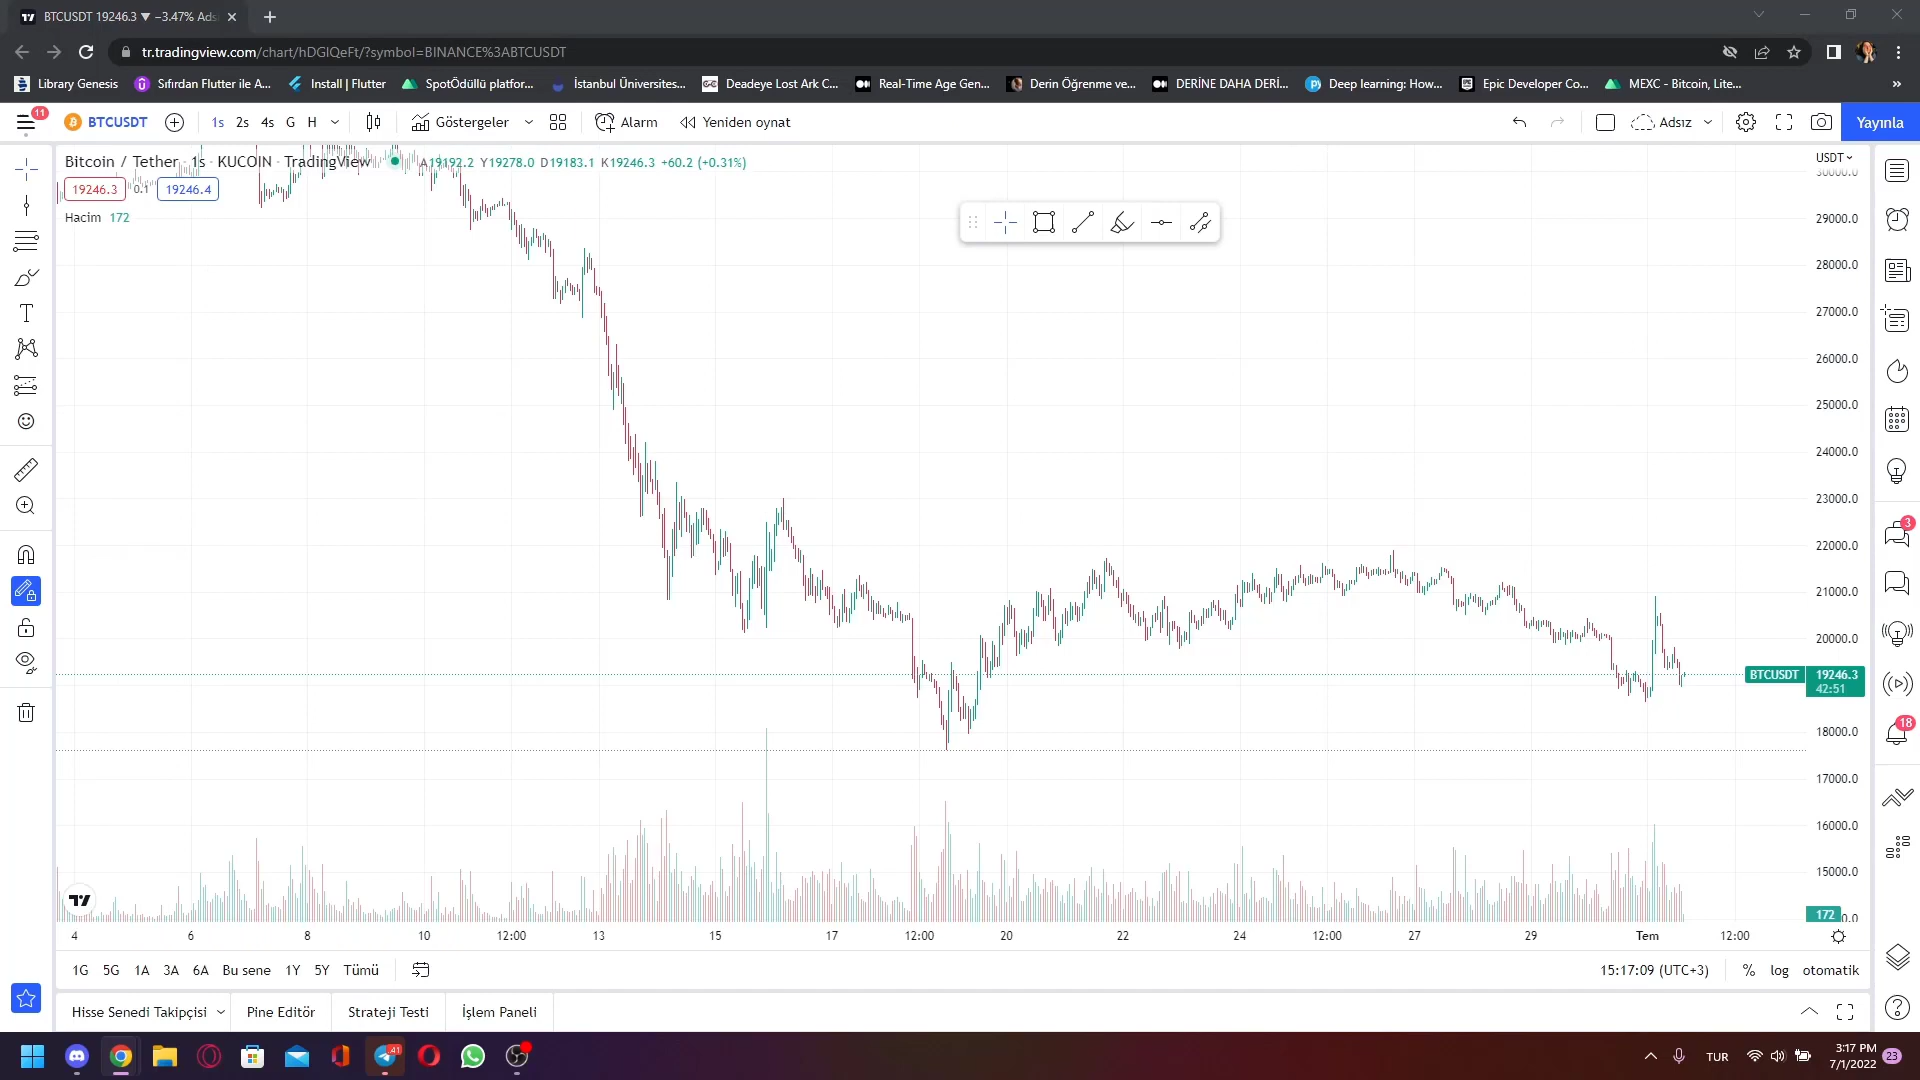 BTCUSDT 19246.3 ▼ −3.47% Ads
tr.tradingview.com/chart/hDGlQeFt/?symbol=BINANCE%3ABTCUSDT
Library Genesis
Sıfırdan Flutter ile A...
Install | Flutter
SpotÖdüllü platfor...
İstanbul Üniversites...
Deadeye Lost Ark C...
Real-Time Age Gen...
Derin Öğrenme ve...
DERİNE DAHA DERİ...
Deep learning: How...
Epic Developer Co...
MEXC - Bitcoin, Lite...
»
11
BTCUSDT
1s 2s 4s G H
Göstergeler
Alarm
Yeniden oynat
Adsız
Yayınla
Bitcoin / Tether · 1s · KUCOIN · TradingView
A19192.2 Y19278.0 D19183.1 K19246.3 +60.2 (+0.31%)
19246.3 0.1 19246.4
Hacim 172
USDT
30000.0
29000.0
28000.0
27000.0
26000.0
25000.0
24000.0
23000.0
22000.0
21000.0
20000.0
BTCUSDT 19246.3
42:51
18000.0
17000.0
16000.0
15000.0
172
3
18
4 6 8 10 12:00 13 15 17 12:00 20 22 24 12:00 27 29 Tem 12:00
1G 5G 1A 3A 6A Bu sene 1Y 5Y Tümü
15:17:09 (UTC+3) % log otomatik
Hisse Senedi Takipçisi
Pine Editör
Strateji Testi
İşlem Paneli
41
TUR
3:17 PM
7/1/2022
23